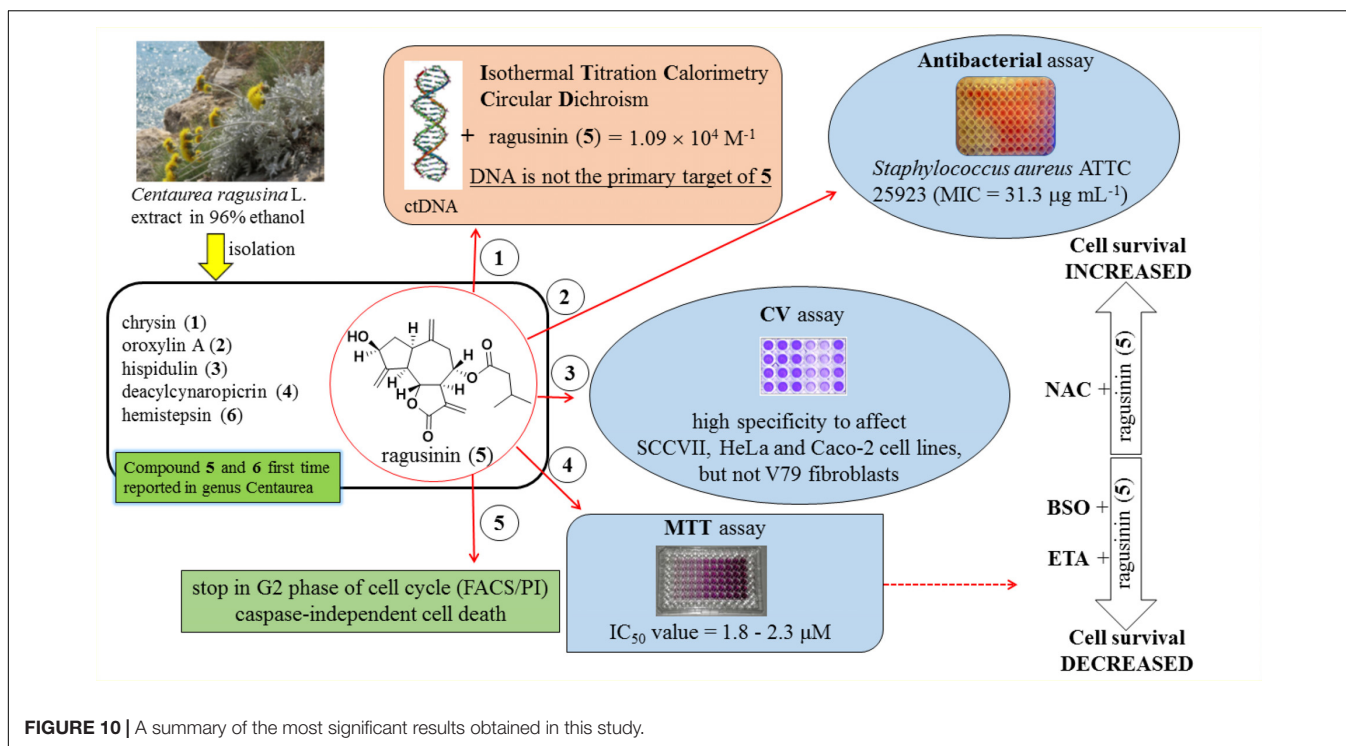 Centaurea ragusina L.
extract in 96% ethanol
isolation
chrysin (1)
oroxylin A (2)
hispidulin (3)
deacylcynaropicrin (4)
hemistepsin (6)
Compound 5 and 6 first time
reported in genus Centaurea
HO
H
H
H
H
H
O
O
O
O
ragusinin (5)
1
2
3
4
5
Isothermal Titration Calorimetry
Circular Dichroism
+ ragusinin (5) = 1.09 × 10⁴ M⁻¹
DNA is not the primary target of 5
ctDNA
Antibacterial assay
Staphylococcus aureus ATTC
25923 (MIC = 31.3 μg mL⁻¹)
CV assay
high specificity to affect
SCCVII, HeLa and Caco-2 cell lines,
but not V79 fibroblasts
MTT assay
IC₅₀ value = 1.8 - 2.3 μM
stop in G2 phase of cell cycle (FACS/PI)
caspase-independent cell death
Cell survival
INCREASED
NAC +
ragusinin (5)
BSO +
ETA +
ragusinin (5)
Cell survival
DECREASED
FIGURE 10 | A summary of the most significant results obtained in this study.